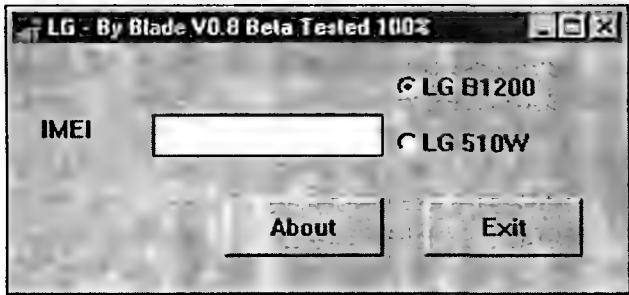 LG - By Blade V0.8 Beta Tested 100%
LG B1200
IMEI
LG 510W
About
Exit